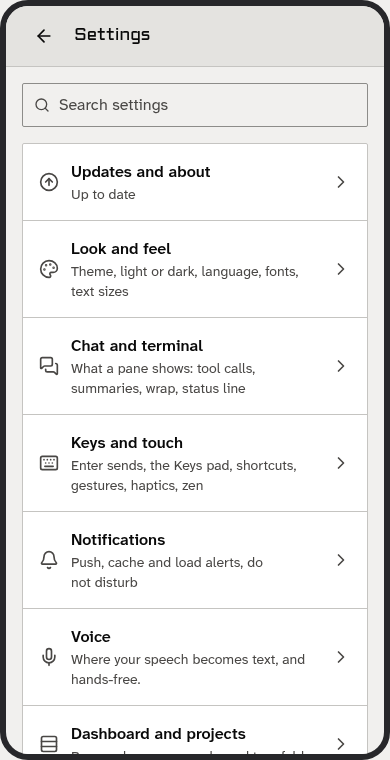 Settings
Search settings
Updates and about
Up to date
Look and feel
Theme, light or dark, language, fonts,
text sizes
Chat and terminal
What a pane shows: tool calls,
summaries, wrap, status line
Keys and touch
Enter sends, the Keys pad, shortcuts,
gestures, haptics, zen
Notifications
Push, cache and load alerts, do
not disturb
Voice
Where your speech becomes text, and
hands-free.
Dashboard and projects